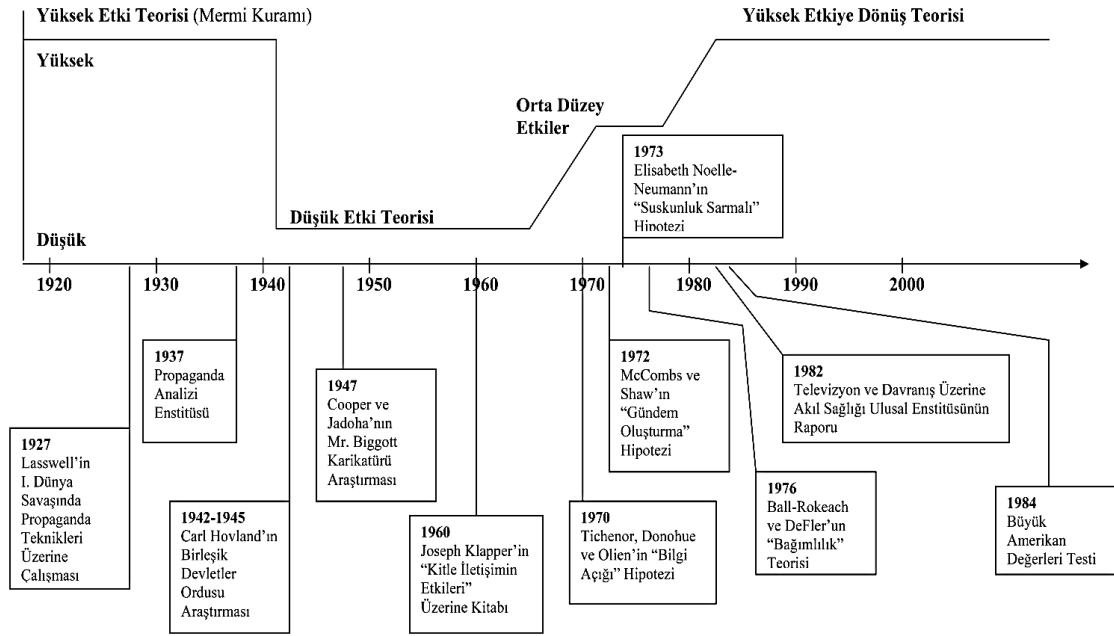 Yüksek Etki Teorisi (Mermi Kuramı)
Yüksek Etkiye Dönüş Teorisi
Yüksek
Orta Düzey
Etkiler
Düşük Etki Teorisi
Düşük
1973
Elisabeth Noelle-
Neumann’ın
“Suskunluk Sarmalı”
Hipotezi
1920 1930 1940 1950 1960 1970 1980 1990 2000
1927
Lasswell’in
I. Dünya
Savaşında
Propaganda
Teknikleri
Üzerine
Çalışması
1937
Propaganda
Analizi
Enstitüsü
1942-1945
Carl Hovland’ın
Birleşik
Devletler
Ordusu
Araştırması
1947
Cooper ve
Jadoha’nın
Mr. Biggott
Karikatürü
Araştırması
1960
Joseph Klapper’in
“Kitle İletişimin
Etkileri”
Üzerine Kitabı
1970
Tichenor, Donohue
ve Olien’in “Bilgi
Açığı” Hipotezi
1972
McCombs ve
Shaw’ın
“Gündem
Oluşturma”
Hipotezi
1976
Ball-Rokeach
ve DeFler’un
“Bağımlılık”
Teorisi
1982
Televizyon ve Davranış Üzerine
Akıl Sağlığı Ulusal Enstitüsünün
Raporu
1984
Büyük
Amerikan
Değerleri Testi